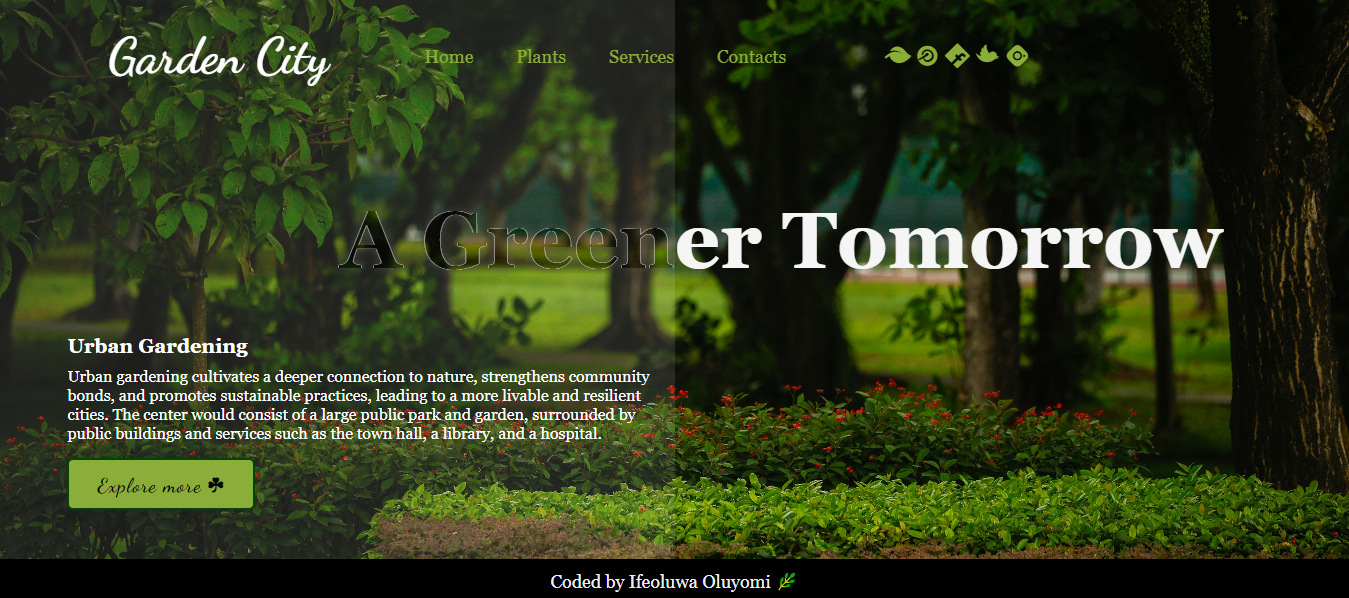 Garden City
Home Plants Services Contacts
A Greener Tomorrow
Urban Gardening
Urban gardening cultivates a deeper connection to nature, strengthens community
bonds, and promotes sustainable practices, leading to a more livable and resilient
cities. The center would consist of a large public park and garden, surrounded by
public buildings and services such as the town hall, a library, and a hospital.
Explore more ☘
Coded by Ifeoluwa Oluyomi 🌿